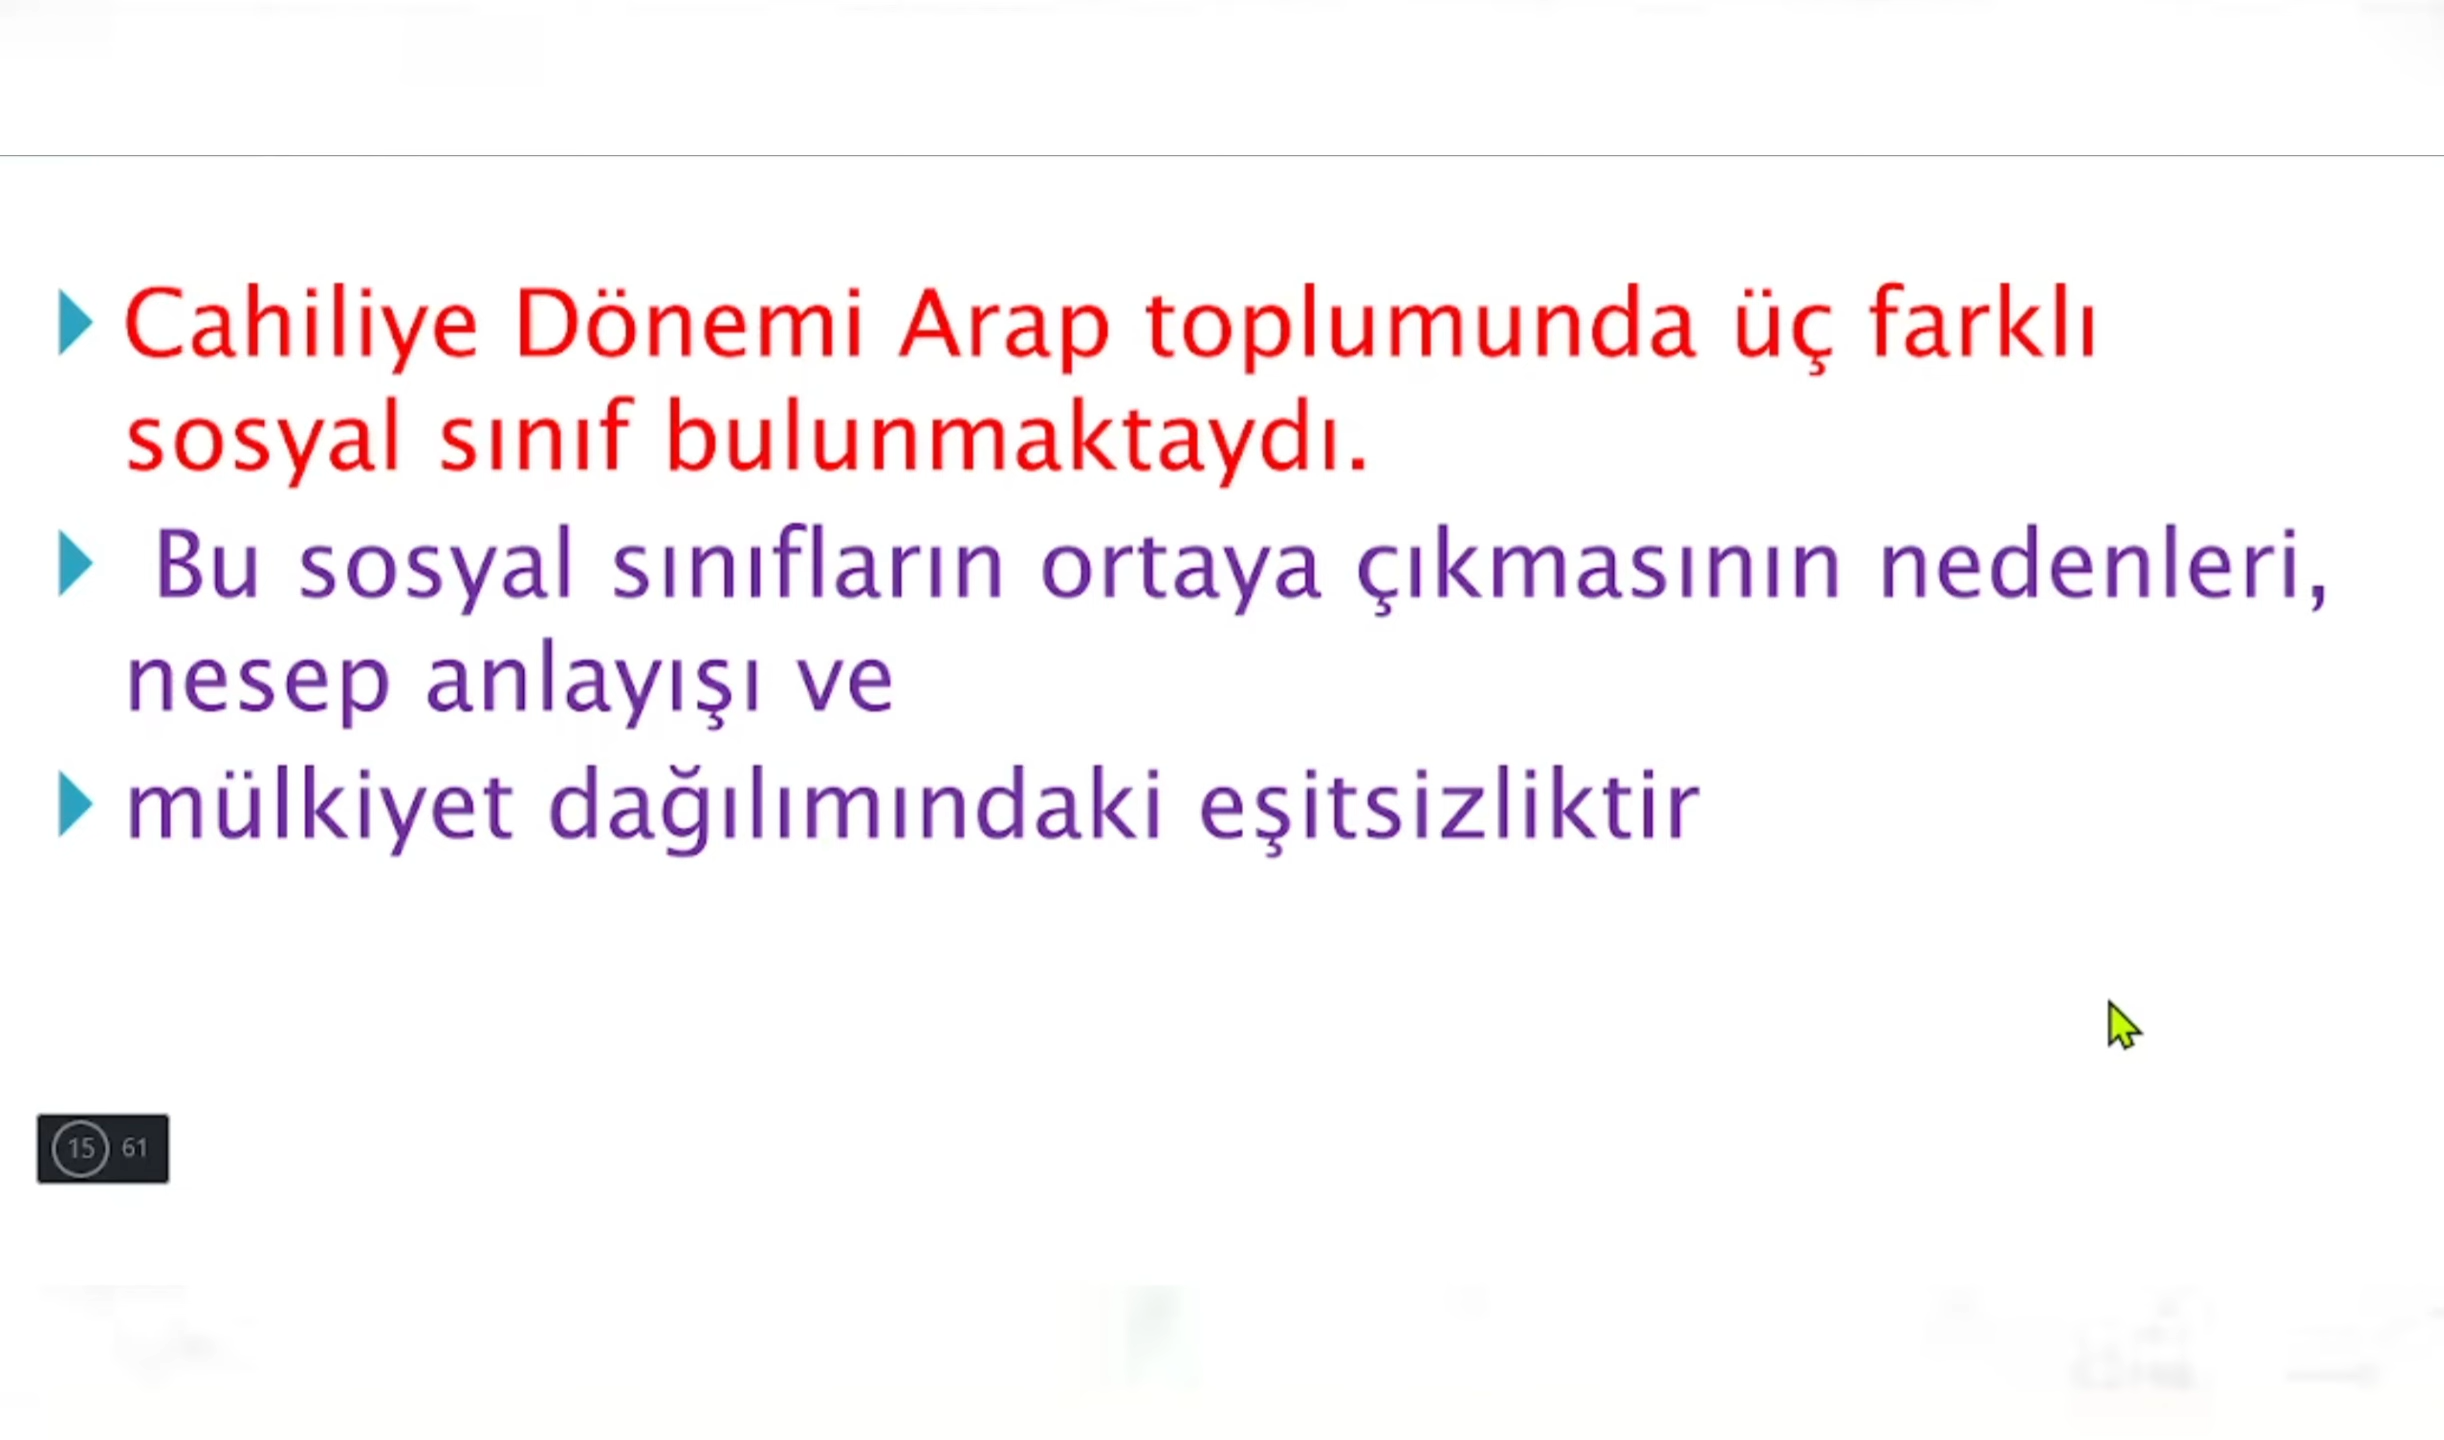 Cahiliye Dönemi Arap toplumunda üç farklı
sosyal sınıf bulunmaktaydı.
Bu sosyal sınıfların ortaya çıkmasının nedenleri,
nesep anlayışı ve
mülkiyet dağılımındaki eşitsizliktir
15 61